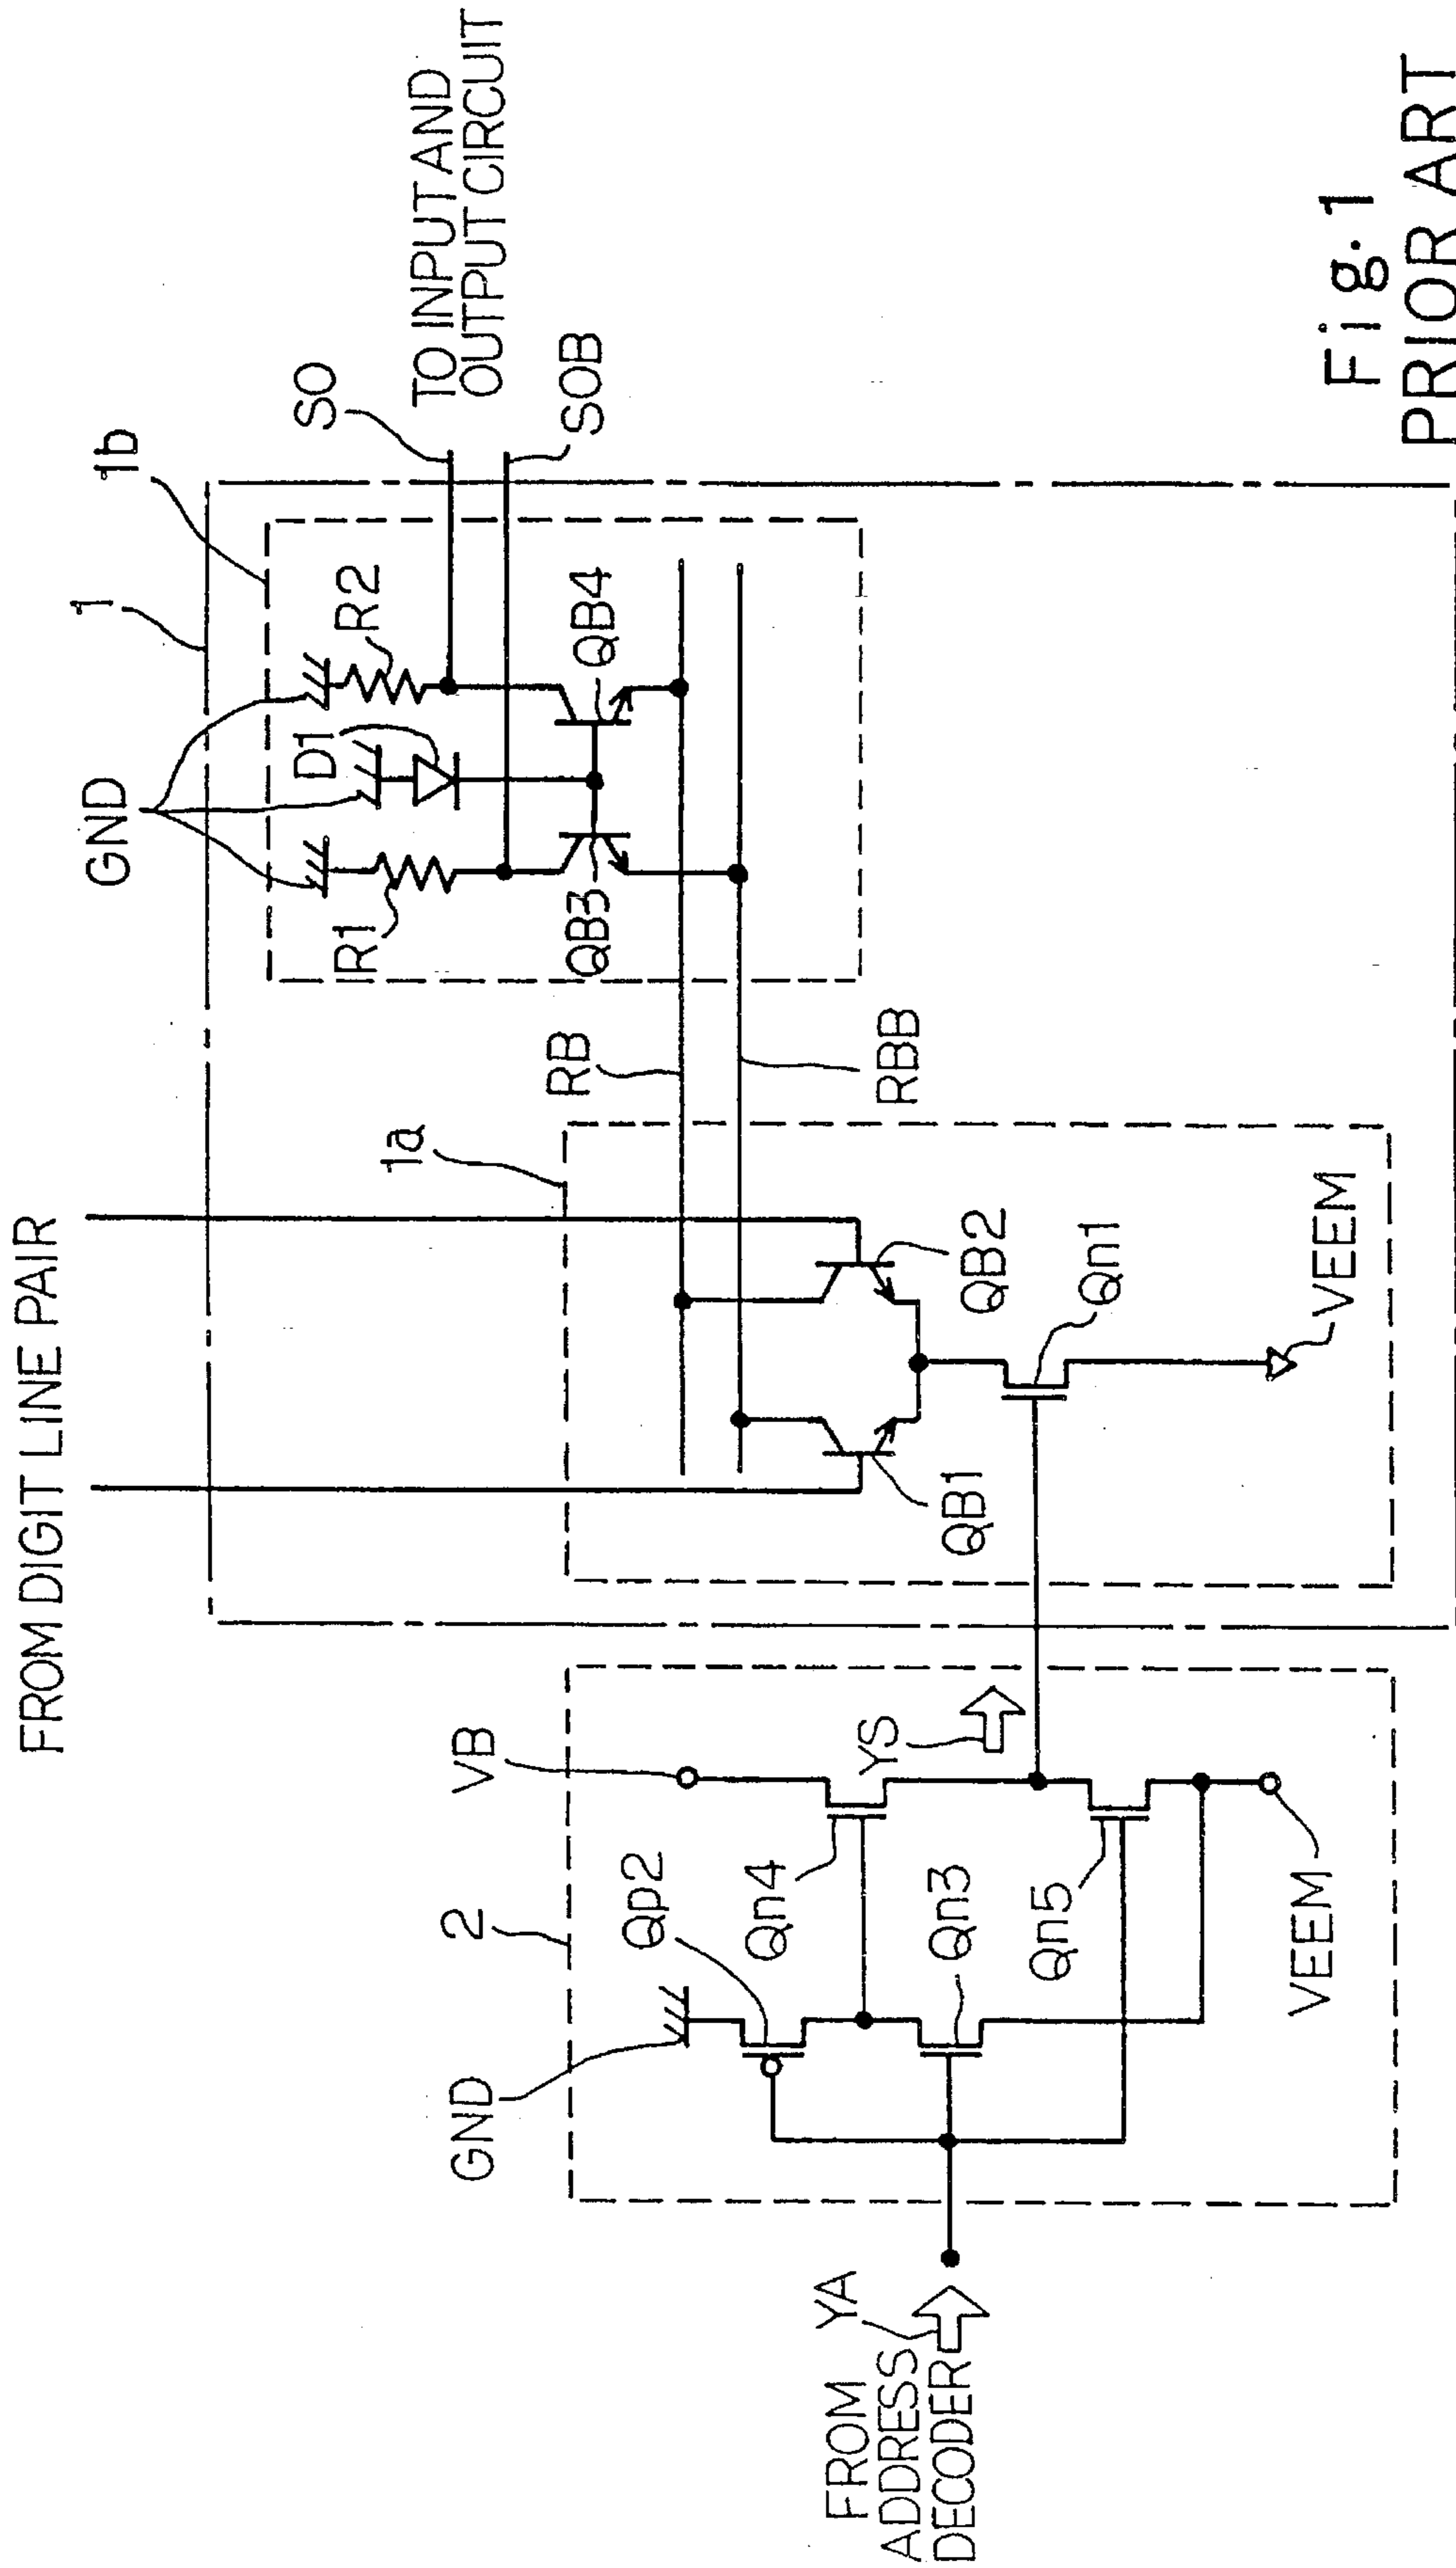 FROM DIGIT LINE PAIR
GND
1
1b
R1
D1
R2
SO
TO INPUT AND
OUTPUT CIRCUIT
SOB
QB3
QB4
RB
RBB
1a
QB1
QB2
Qn1
VEEM
2
GND
VB
Qp2
Qn4
YS
Qn3
Qn5
VEEM
FROM
ADDRESS
DECODER
YA
Fig. 1
PRIOR ART